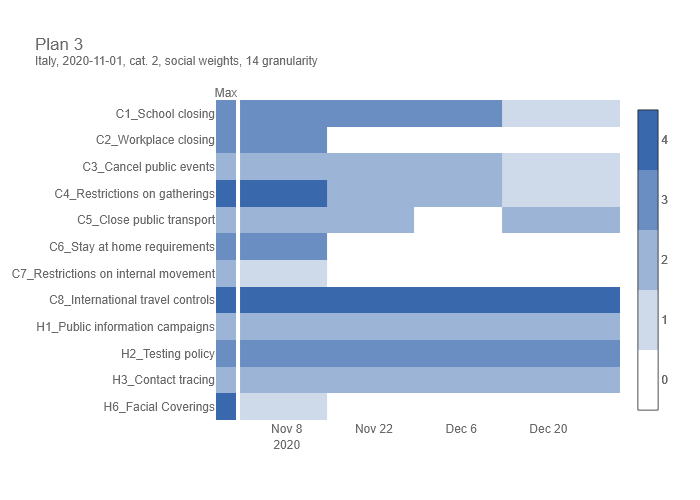 Plan 3
Italy, 2020-11-01, cat. 2, social weights, 14 granularity
Max
C1_School closing
C2_Workplace closing
C3_Cancel public events
C4_Restrictions on gatherings
C5_Close public transport
C6_Stay at home requirements
C7_Restrictions on internal movement
C8_International travel controls
H1_Public information campaigns
H2_Testing policy
H3_Contact tracing
H6_Facial Coverings
Nov 8 Nov 22 Dec 6 Dec 20
2020
4
3
2
1
0